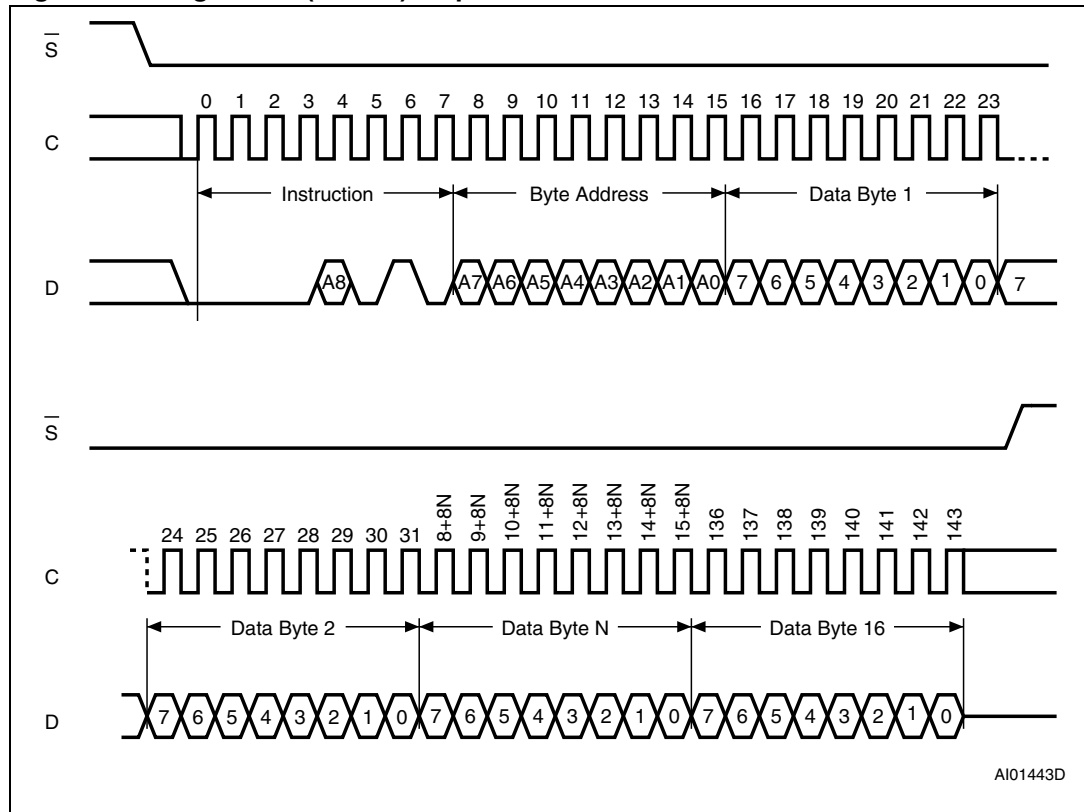 S
0 1 2 3 4 5 6 7 8 9 10 11 12 13 14 15 16 17 18 19 20 21 22 23
C
Instruction Byte Address Data Byte 1
D A8 A7 A6 A5 A4 A3 A2 A1 A0 7 6 5 4 3 2 1 0 7
S
24 25 26 27 28 29 30 31 8+8N 9+8N 10+8N 11+8N 12+8N 13+8N 14+8N 15+8N 136 137 138 139 140 141 142 143
C
Data Byte 2 Data Byte N Data Byte 16
D 7 6 5 4 3 2 1 0 7 6 5 4 3 2 1 0 7 6 5 4 3 2 1 0
AI01443D